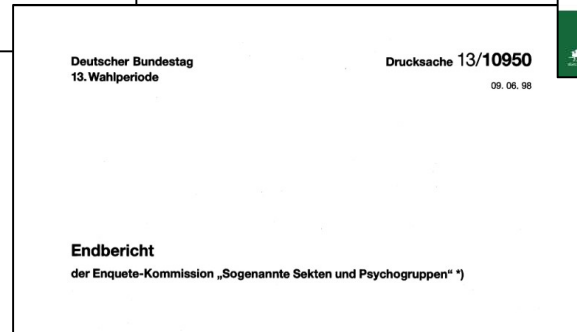 Deutscher Bundestag
13. Wahlperiode
Drucksache 13/10950
09. 06. 98
Endbericht
der Enquete-Kommission „Sogenannte Sekten und Psychogruppen“ *)